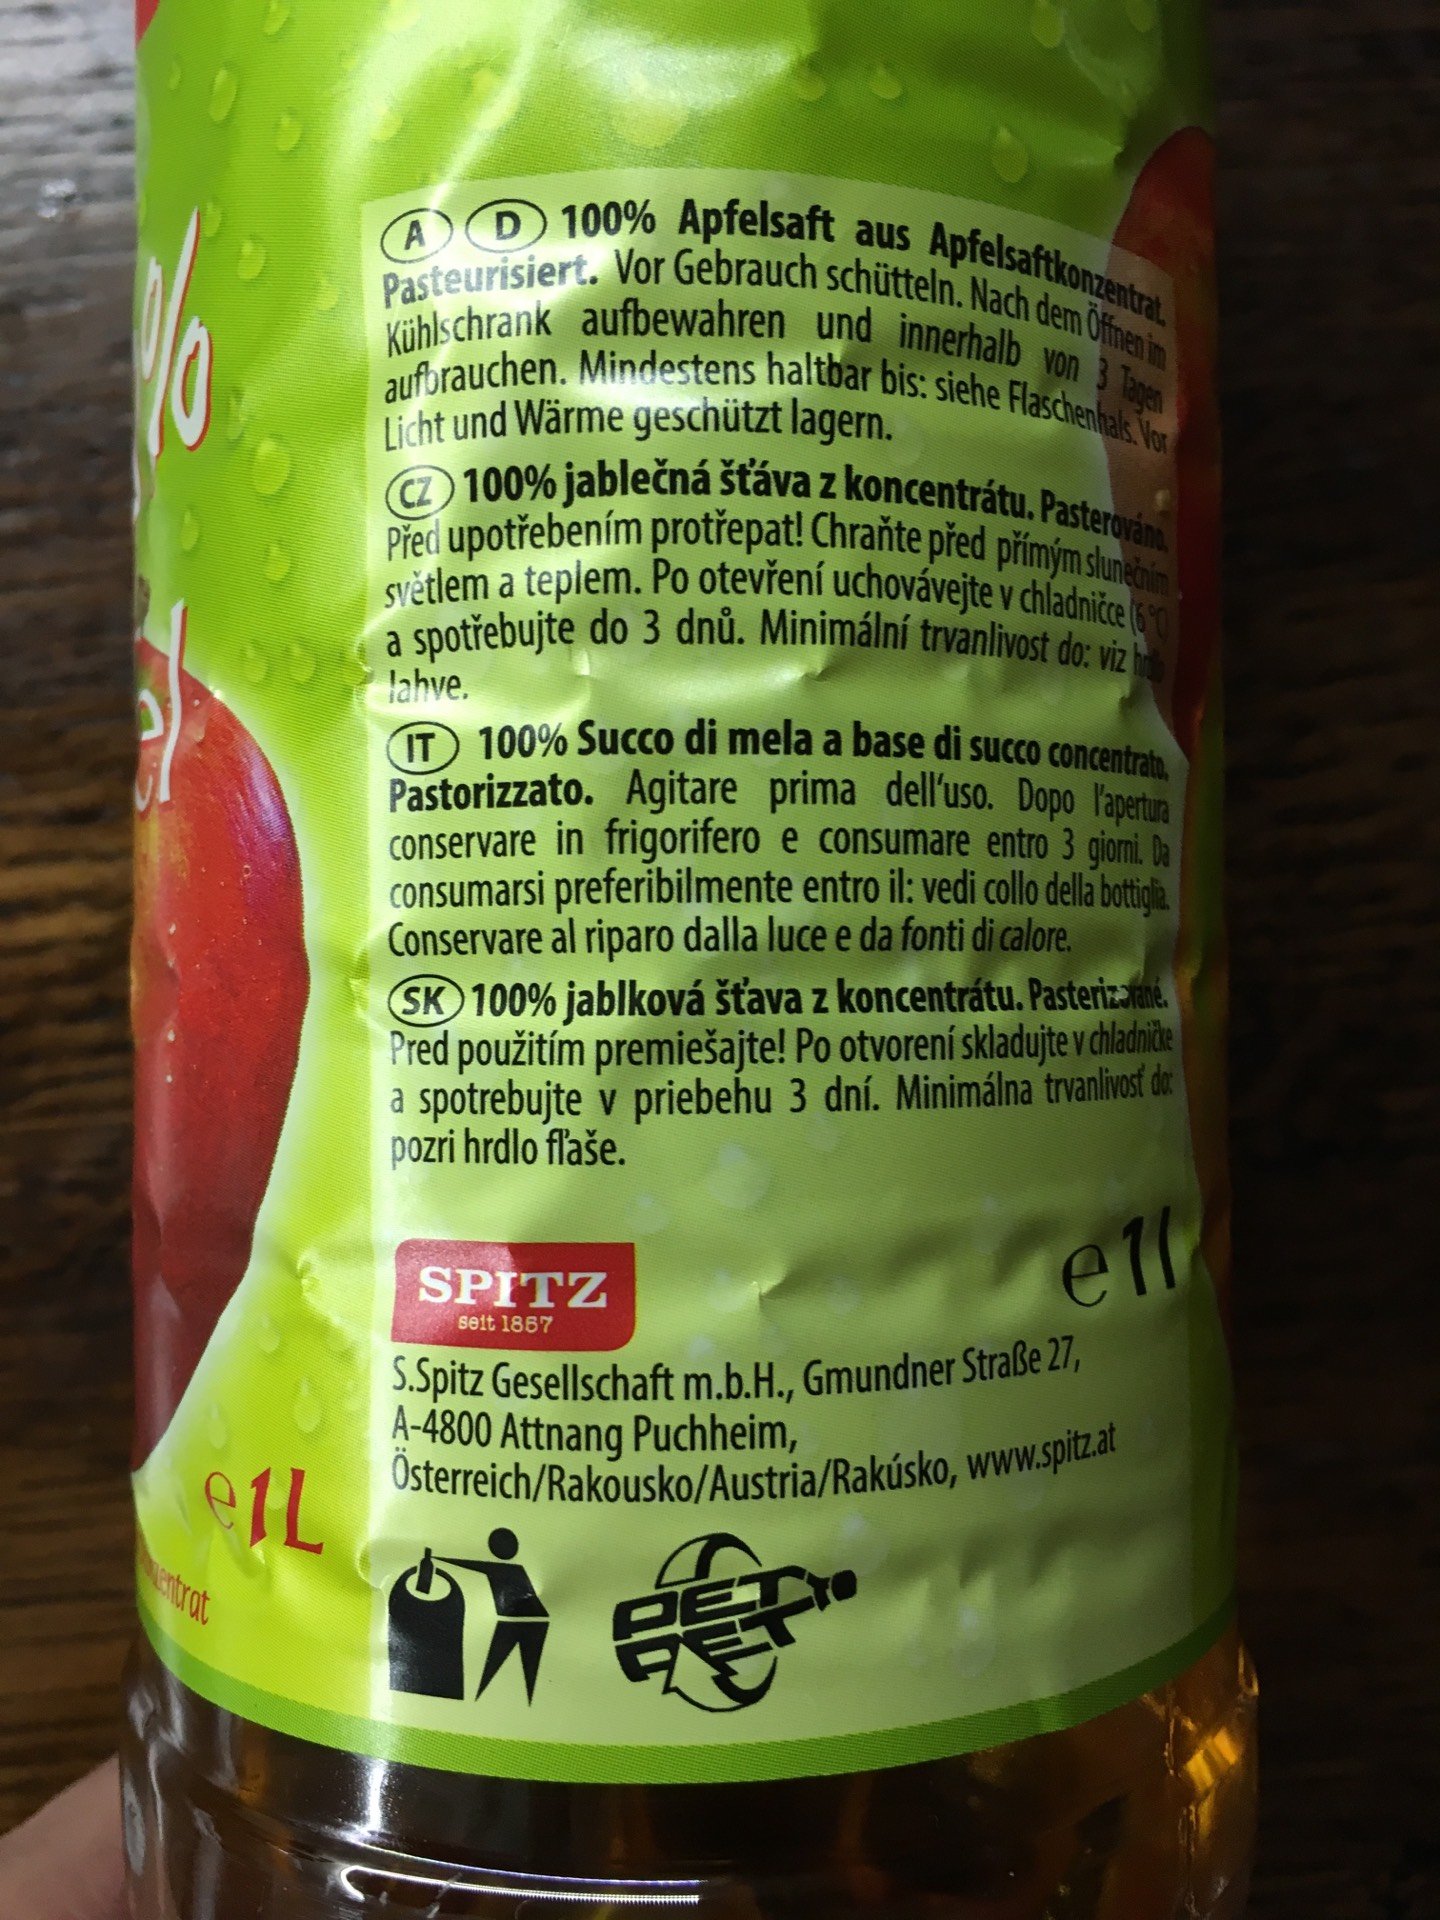 A D 100% Apfelsaft aus Apfelsaftkonzentrat.
Pasteurisiert. Vor Gebrauch schütteln. Nach dem Öffnen im
Kühlschrank aufbewahren und innerhalb von 3 Tagen
aufbrauchen. Mindestens haltbar bis: siehe Flaschenhals. Vor
Licht und Wärme geschützt lagern.
CZ 100% jablečná šťáva z koncentrátu. Pasterováno.
Před upotřebením protřepat! Chraňte před přímým slunečním
světlem a teplem. Po otevření uchovávejte v chladničce (6 °C)
a spotřebujte do 3 dnů. Minimální trvanlivost do: viz hrdlo
lahve.
IT 100% Succo di mela a base di succo concentrato.
Pastorizzato. Agitare prima dell'uso. Dopo l'apertura
conservare in frigorifero e consumare entro 3 giorni. Da
consumarsi preferibilmente entro il: vedi collo della bottiglia.
Conservare al riparo dalla luce e da fonti di calore.
SK 100% jablková šťava z koncentrátu. Pasterizované.
Pred použitím premiešajte! Po otvorení skladujte v chladničke
a spotrebujte v priebehu 3 dní. Minimálna trvanlivosť do:
pozri hrdlo fľaše.
e 1l
SPITZ
seit 1857
S.Spitz Gesellschaft m.b.H., Gmundner Straße 27,
A-4800 Attnang Puchheim,
Österreich/Rakousko/Austria/Rakúsko, www.spitz.at
e 1L
PET
PET
%